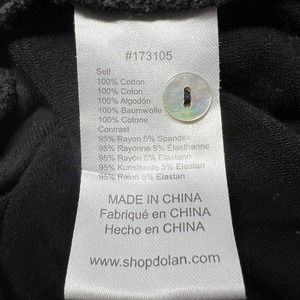 #173105
Self
100% Cotton
100% Coton
100% Algodón
100% Baumwolle
100% Cotone
Contrast
95% Rayon 5% Spandex
95% Rayonne 5% Élasthanne
95% Rayón 5% Elastano
95% Kunstseide 5% Elastan
95% Raion 5% Elastan
MADE IN CHINA
Fabriqué en CHINA
Hecho en CHINA
www.shopdolan.com